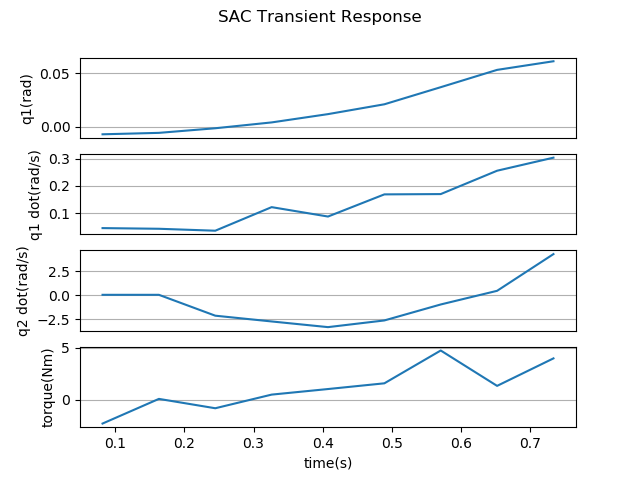 SAC Transient Response
q1(rad)
0.05
0.00
q1 dot(rad/s)
0.3
0.2
0.1
q2 dot(rad/s)
2.5
0.0
−2.5
torque(Nm)
5
0
0.1 0.2 0.3 0.4 0.5 0.6 0.7
time(s)